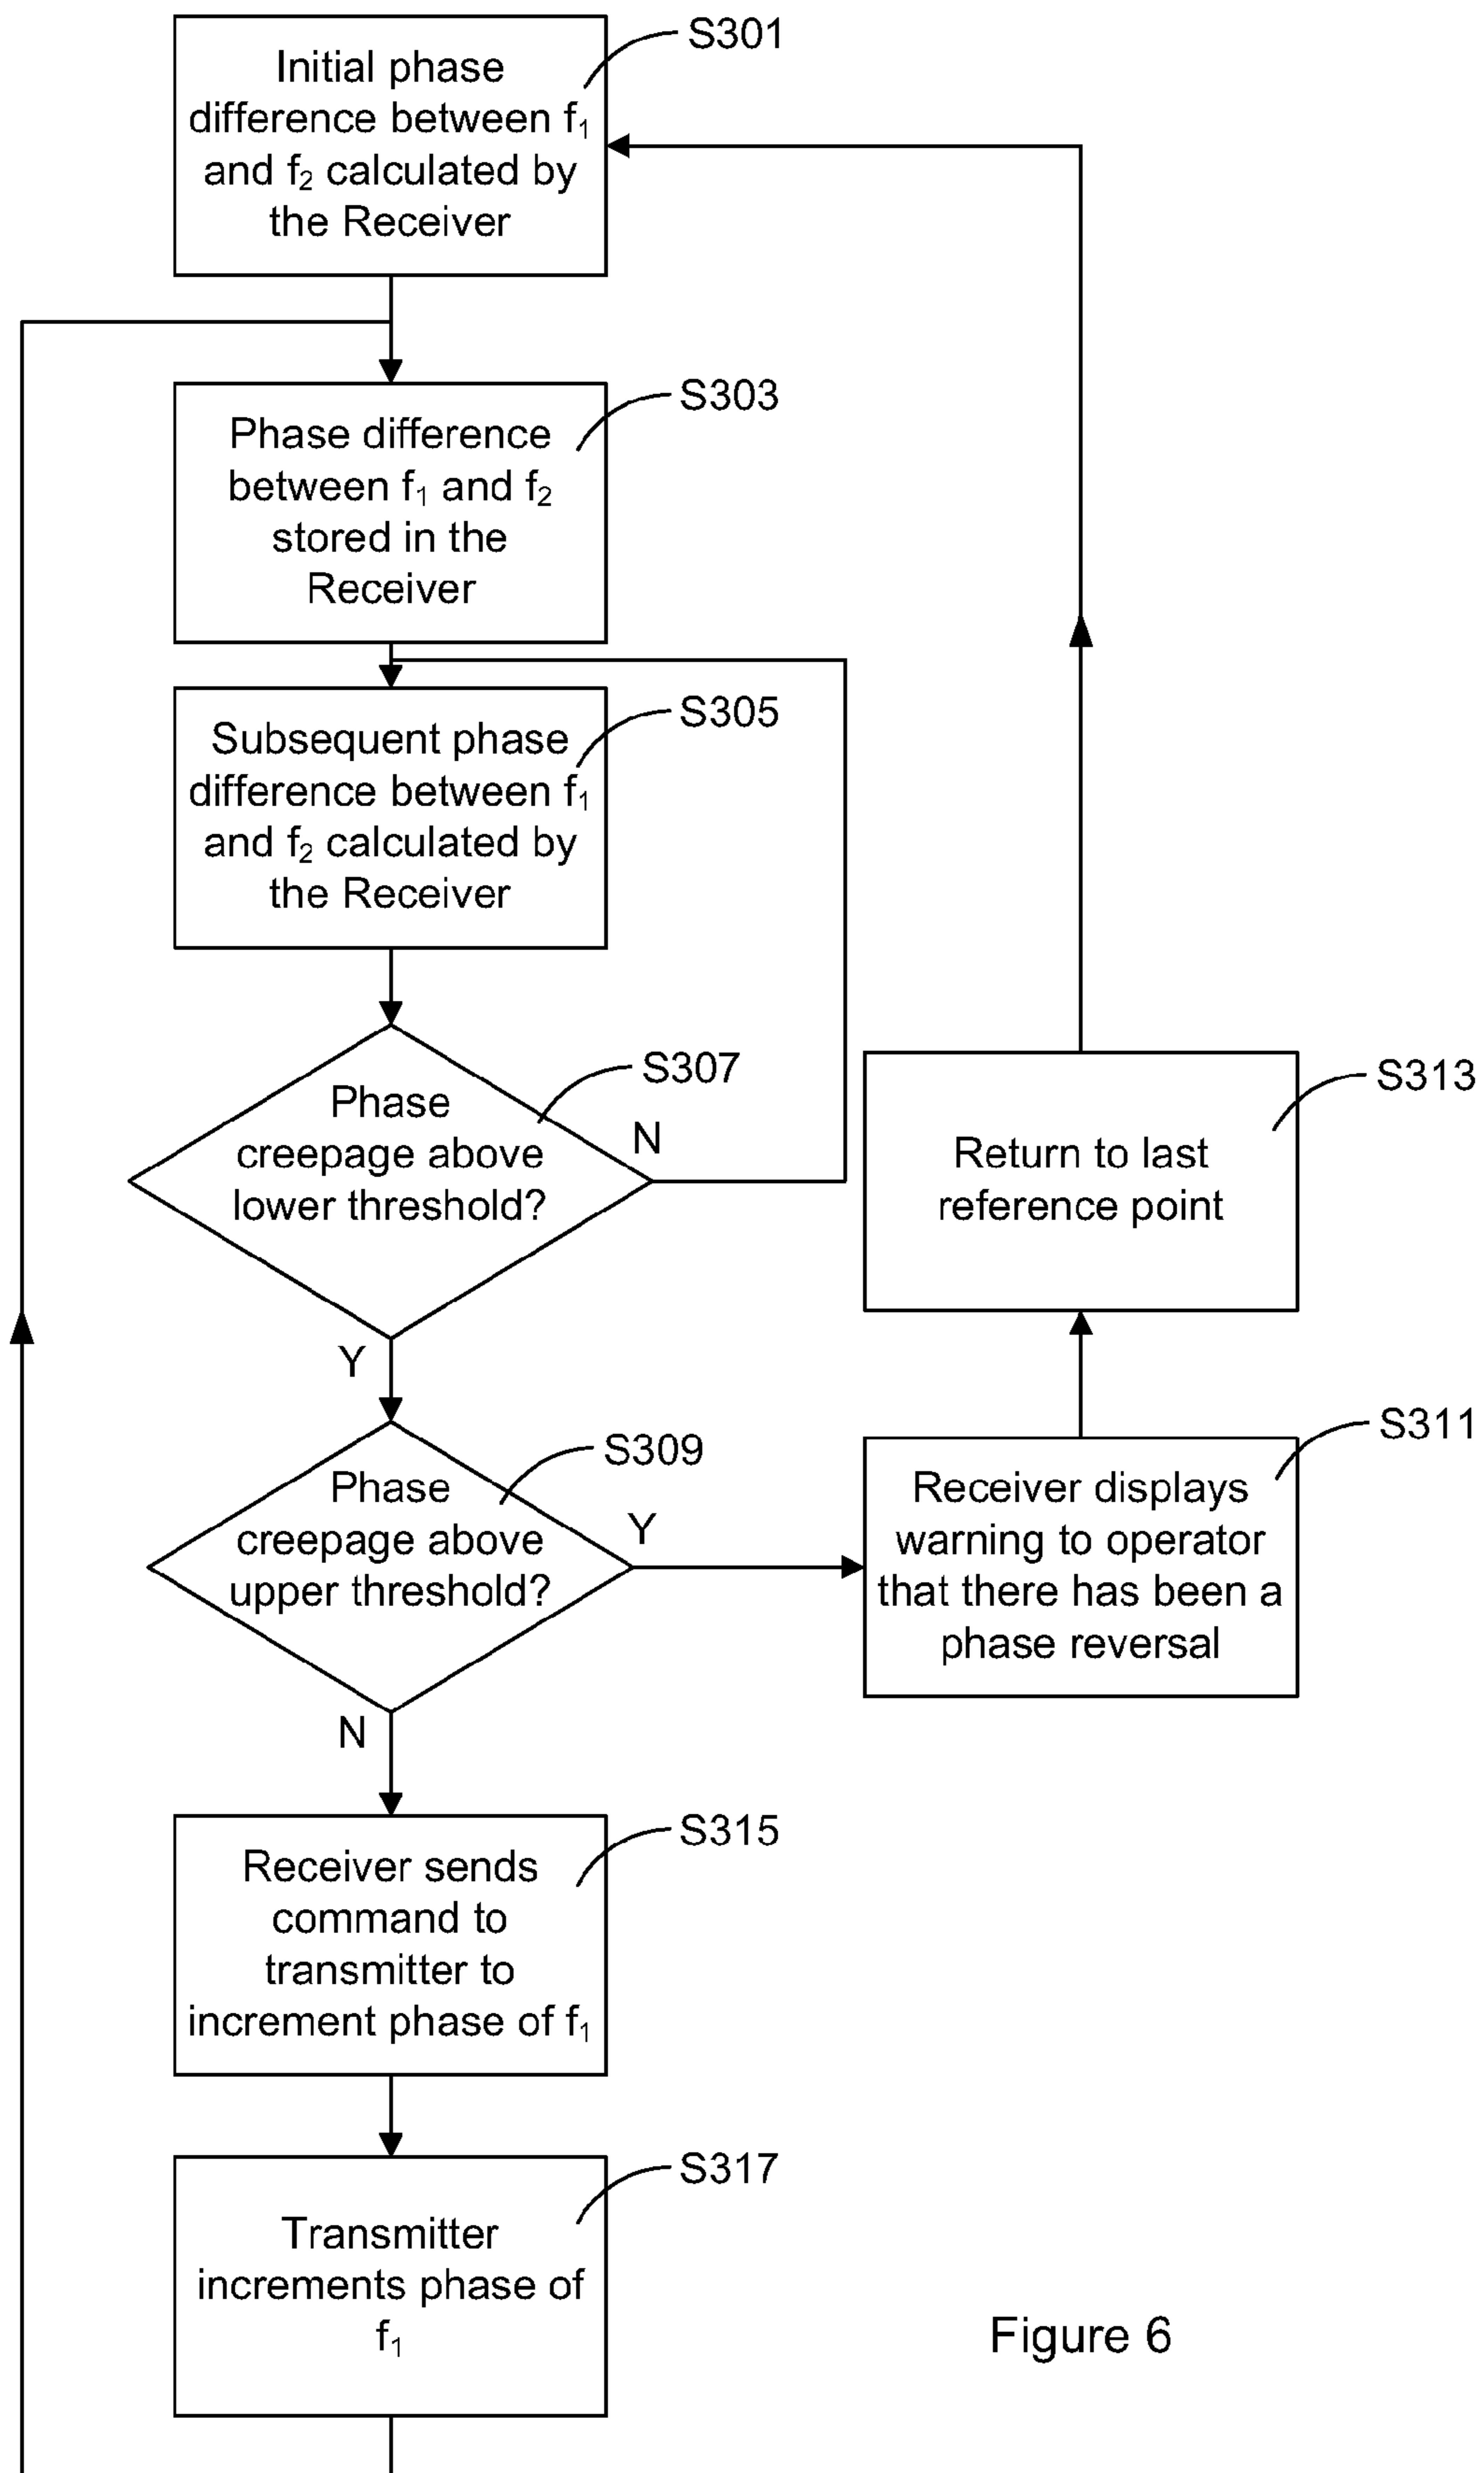 S301
Initial phase
difference between f₁
and f₂ calculated by
the Receiver
S303
Phase difference
between f₁ and f₂
stored in the
Receiver
S305
Subsequent phase
difference between f₁
and f₂ calculated by
the Receiver
S307
Phase
creepage above
lower threshold?
N
Y
S313
Return to last
reference point
S309
Phase
creepage above
upper threshold?
Y
N
S311
Receiver displays
warning to operator
that there has been a
phase reversal
S315
Receiver sends
command to
transmitter to
increment phase of f₁
S317
Transmitter
increments phase of
f₁
Figure 6